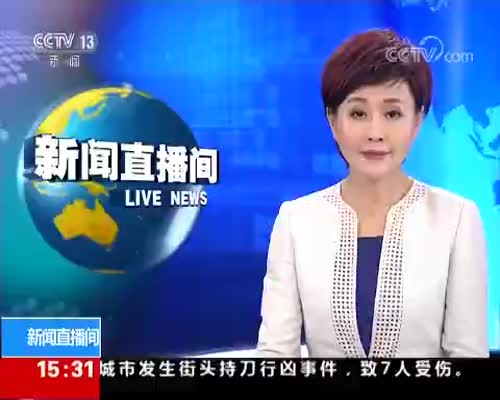 CCTV 13
新闻
CCTV.com
新闻直播间
LIVE NEWS
新闻直播间
15:31
城市发生街头持刀行凶事件，致7人受伤。